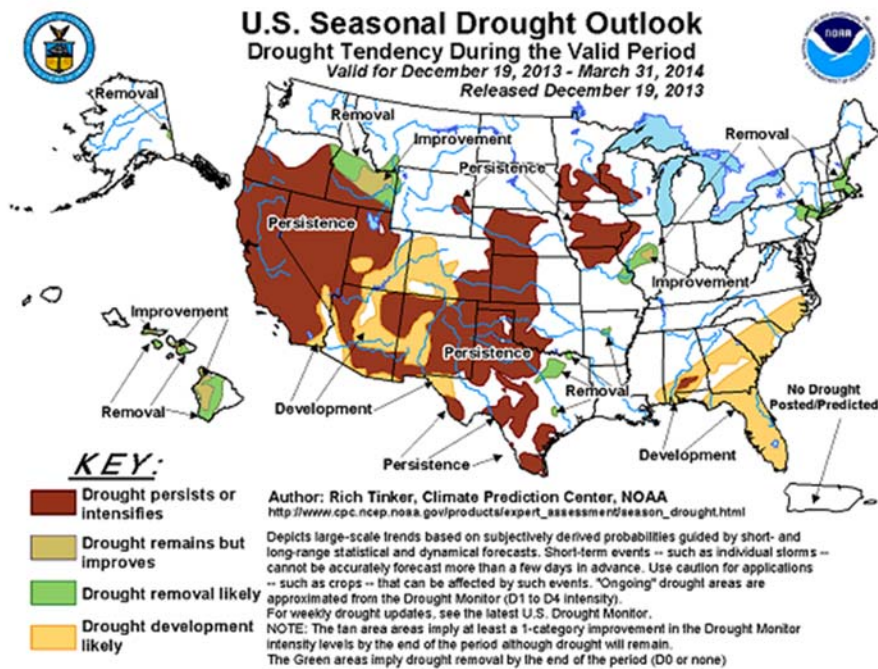 U.S. Seasonal Drought Outlook
Drought Tendency During the Valid Period
Valid for December 19, 2013 - March 31, 2014
Released December 19, 2013
NOAA
Removal
Removal
Improvement
Removal
Persistence
Persistence
Improvement
Improvement
Persistence
Removal
Removal
No Drought
Posted/Predicted
Development
Development
Persistence
KEY:
Drought persists or
intensifies
Drought remains but
improves
Drought removal likely
Drought development
likely
Author: Rich Tinker, Climate Prediction Center, NOAA
http://www.cpc.ncep.noaa.gov/products/expert_assessment/season_drought.html
Depicts large-scale trends based on subjectively derived probabilities guided by short- and
long-range statistical and dynamical forecasts. Short-term events -- such as individual storms --
cannot be accurately forecast more than a few days in advance. Use caution for applications
-- such as crops -- that can be affected by such events. "Ongoing" drought areas are
approximated from the Drought Monitor (D1 to D4 intensity).
For weekly drought updates, see the latest U.S. Drought Monitor.
NOTE: The tan area areas imply at least a 1-category improvement in the Drought Monitor
intensity levels by the end of the period although drought will remain.
The Green areas imply drought removal by the end of the period (D0 or none)